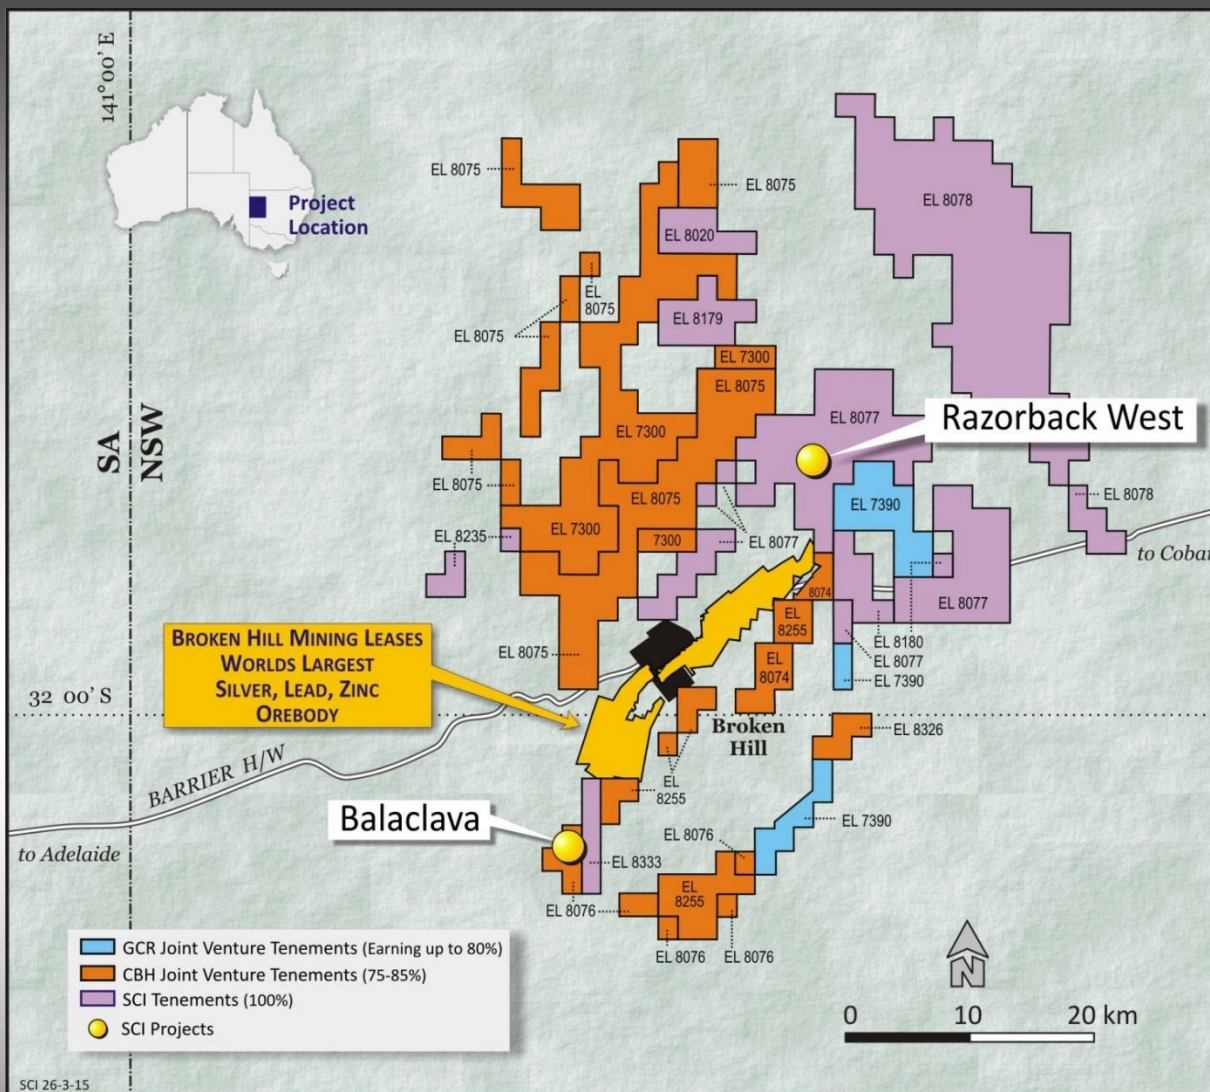 141°00' E
Project
Location
EL 8075
EL 8075
EL 8078
EL 8020
EL
8075
EL 8075
EL 8179
EL 7300
EL 8075
EL 8077
Razorback West
SA
NSW
EL 7300
EL 8075
EL 8075
EL 7390
EL 8078
EL 7300
EL 8235
7300
EL 8077
to Cobar
8074
EL 8077
EL
8255
EL 8180
BROKEN HILL MINING LEASES
WORLDS LARGEST
SILVER, LEAD, ZINC
OREBODY
EL 8075
EL
8074
EL 8077
EL 7390
32 00' S
Broken
Hill
EL 8326
BARRIER H/W
EL
8255
Balaclava
EL 7390
EL 8076
to Adelaide
EL 8333
EL
8255
EL 8076
EL 8076
EL 8076
GCR Joint Venture Tenements (Earning up to 80%)
CBH Joint Venture Tenements (75-85%)
SCI Tenements (100%)
SCI Projects
N
0 10 20 km
SCI 26-3-15